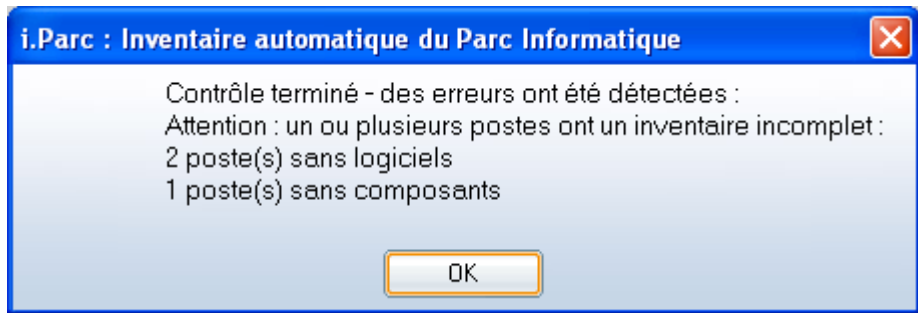 i.Parc : Inventaire automatique du Parc Informatique
Contrôle terminé - des erreurs ont été détectées :
Attention : un ou plusieurs postes ont un inventaire incomplet :
2 poste(s) sans logiciels
1 poste(s) sans composants
OK